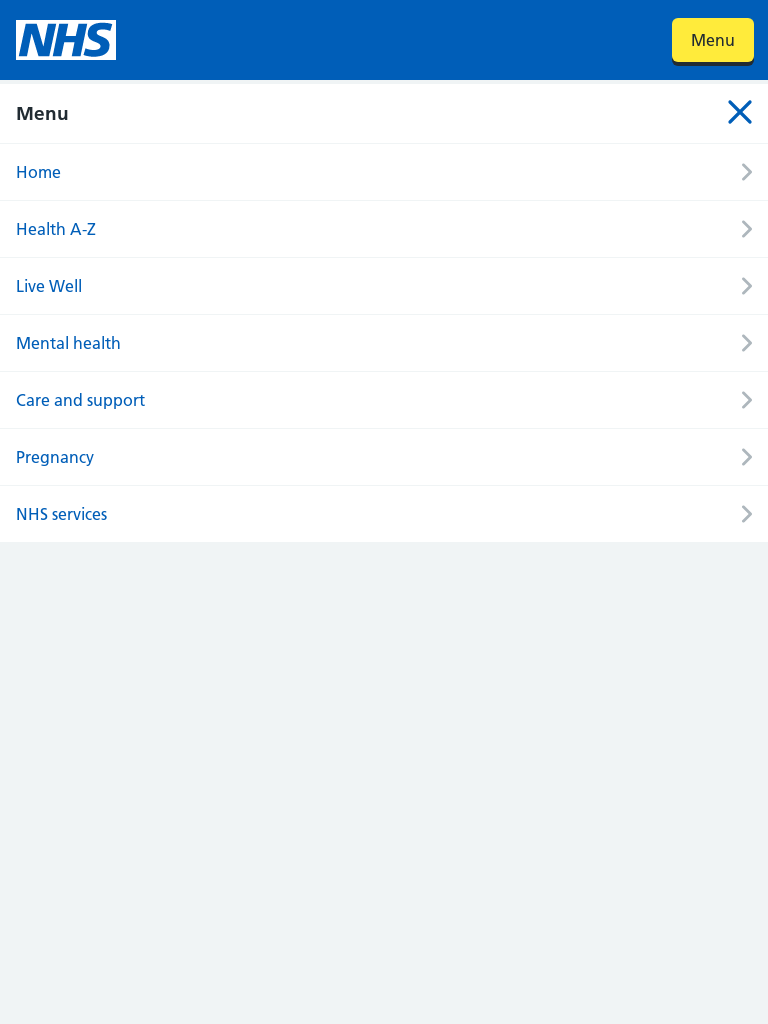 NHS
Menu
Menu
Home
Health A-Z
Live Well
Mental health
Care and support
Pregnancy
NHS services